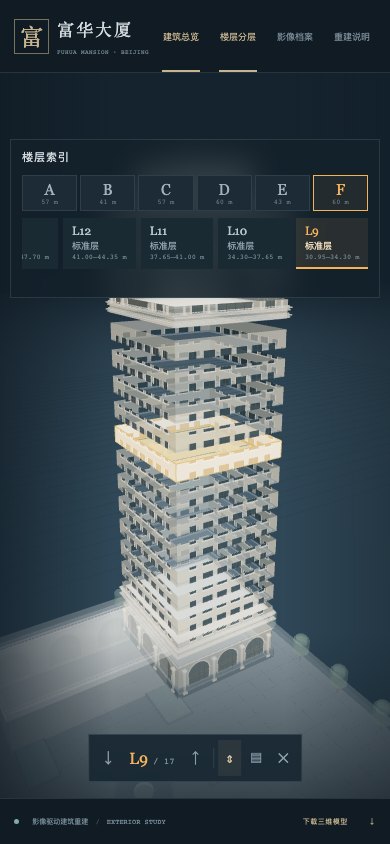 富 富华大厦
FUHUA MANSION · BEIJING
建筑总览 楼层分层 影像档案 重建说明
楼层索引
A B C D E F
57 m 41 m 57 m 60 m 43 m 60 m
L12 L11 L10 L9
标准层 标准层 标准层 标准层
41.00—44.35 m 37.65—41.00 m 34.30—37.65 m 30.95—34.30 m
↓ L9 / 17 ↑ ⇕ ▤ ✕
影像驱动建筑重建 / EXTERIOR STUDY 下载三维模型 ↓